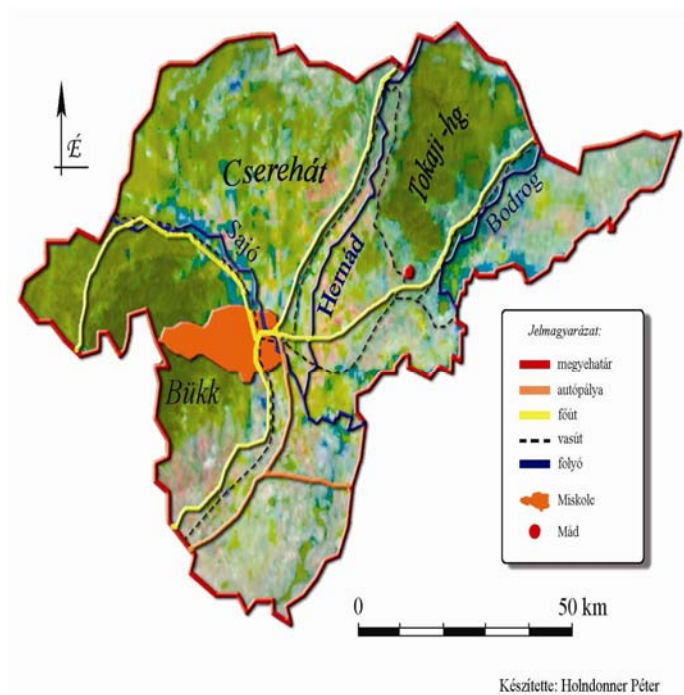 É
Cserehát
Tokaji -hg.
Sajó
Hernád
Bodrog
Bükk
Jelmagyarázat:
megyehatár
autópálya
főút
vasút
folyó
Miskolc
Mád
0 50 km
Készítette: Holndonner Péter